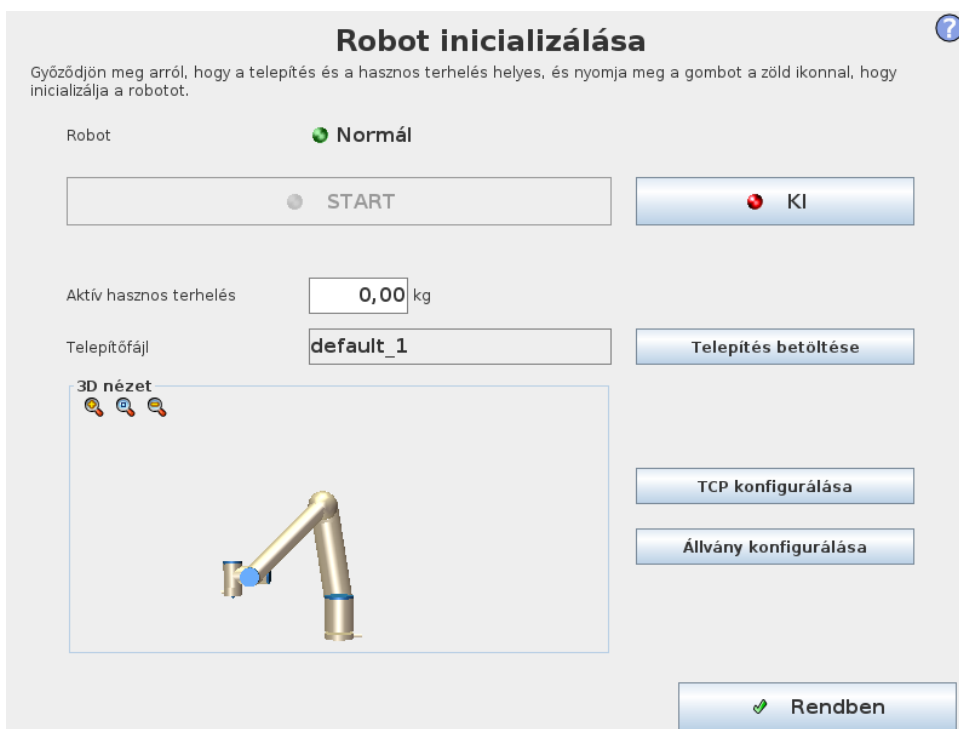 Robot inicializálása
?
Győződjön meg arról, hogy a telepítés és a hasznos terhelés helyes, és nyomja meg a gombot a zöld ikonnal, hogy
inicializálja a robotot.
Robot
Normál
START
KI
Aktív hasznos terhelés
0,00 kg
Telepítőfájl
default_1
Telepítés betöltése
3D nézet
TCP konfigurálása
Állvány konfigurálása
Rendben